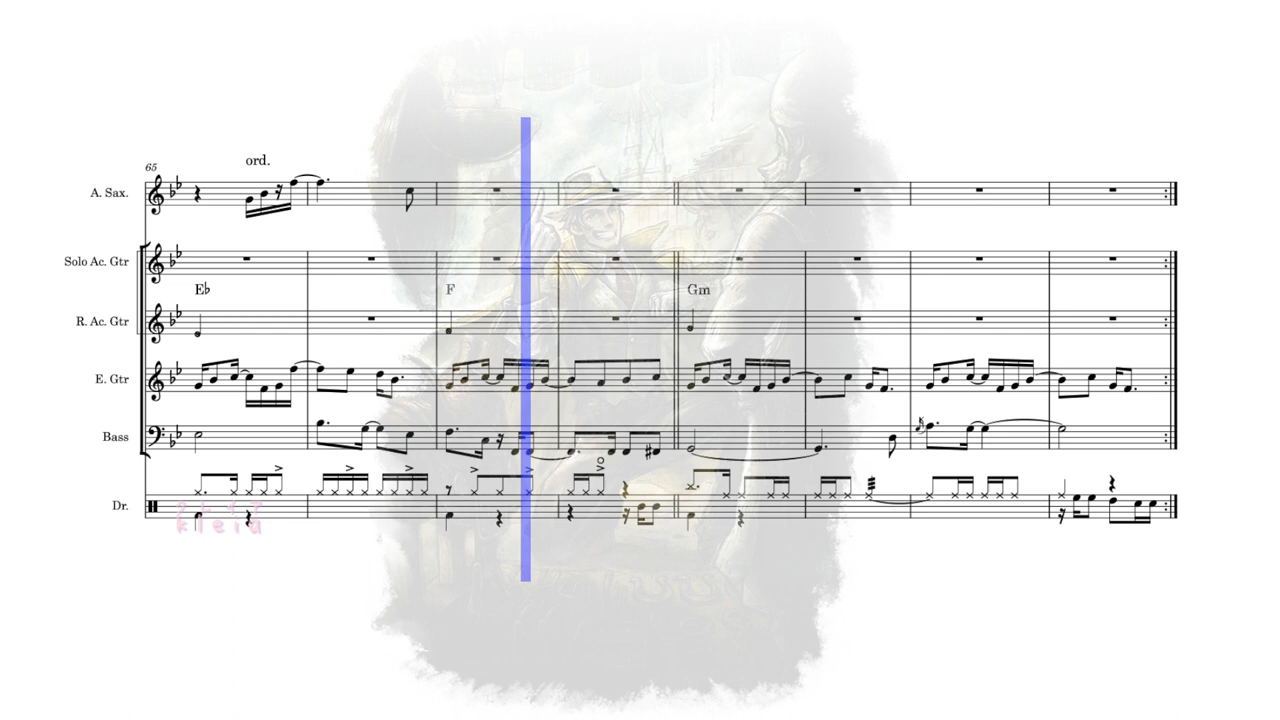 65
ord.
A. Sax.
Solo Ac. Gtr
E♭
F
Gm
R. Ac. Gtr
E. Gtr
Bass
Dr.